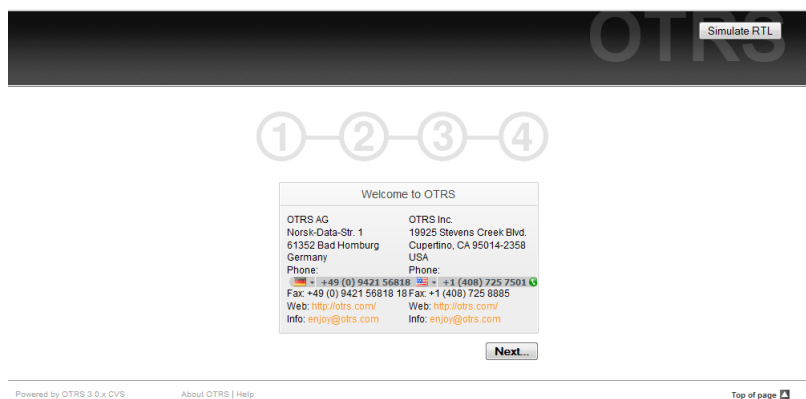 OTRS
Simulate RTL
1 2 3 4
Welcome to OTRS
OTRS AG
Norsk-Data-Str. 1
61352 Bad Homburg
Germany
Phone:
+49 (0) 9421 56818
Fax: +49 (0) 9421 56818 18
Web: http://otrs.com/
Info: enjoy@otrs.com
OTRS Inc.
19925 Stevens Creek Blvd.
Cupertino, CA 95014-2358
USA
Phone:
+1 (408) 725 7501
Fax: +1 (408) 725 8885
Web: http://otrs.com/
Info: enjoy@otrs.com
Next...
Powered by OTRS 3.0.x CVS
About OTRS | Help
Top of page